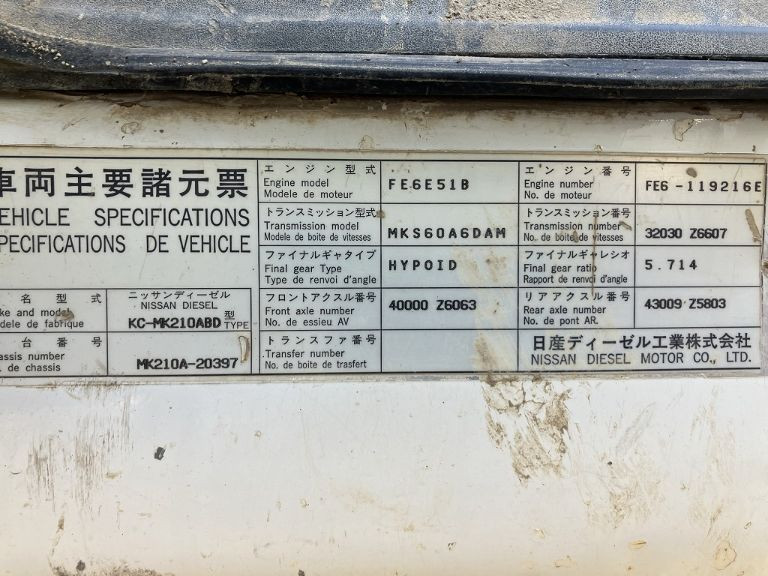 車両主要諸元票
VEHICLE SPECIFICATIONS
SPECIFICATIONS DE VEHICLE
名 型 式
ke and model
dele de fabrique
ニッサンディーゼル
NISSAN DIESEL
KC-MK210ABD 型 TYPE
台 番 号
assis number
. de chassis
MK210A-20397
エ ン ジ ン 型 式
Engine model
Modele de moteur
FE6E51B
エ ン ジ ン 番 号
Engine number
No. de moteur
FE6 -119216E
トランスミッション型式
Transmission model
Modele de boite de vitesses
MKS60A6DAM
トランスミッション番号
Transmission number
No. de boite de vitesses
32030 Z6607
ファイナルギャタイプ
Final gear Type
Type de renvoi d'angle
HYPOID
ファイナルギャレシオ
Final gear ratio
Rapport de renvoi d'angle
5.714
フロントアクスル番号
Front axle number
No. de essieu AV
40000 Z6063
リアアクスル番号
Rear axle number
No. de pont AR.
43009 Z5803
トランスファ番号
Transfer number
No. de boite de trasfert
日産ディーゼル工業株式会社
NISSAN DIESEL MOTOR CO., LTD.